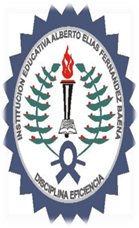 INSTITUCION EDUCATIVA ALBERTO ELIAS FERNANDEZ BAENA
DISCIPLINA EFICIENCIA